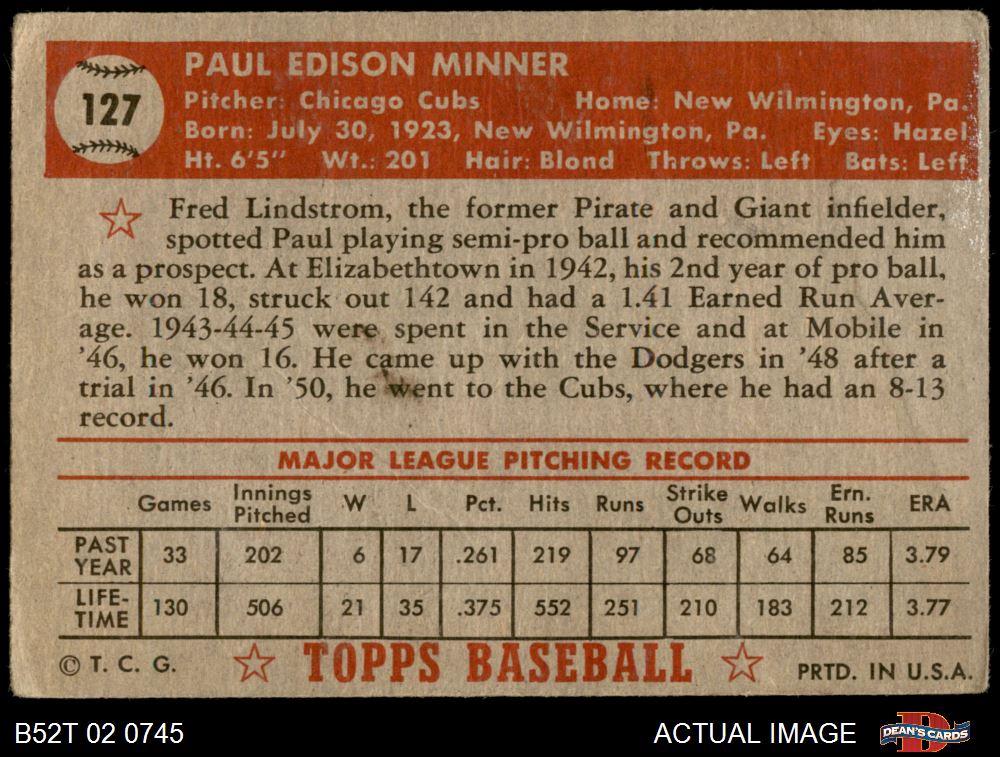 127
PAUL EDISON MINNER
Pitcher: Chicago Cubs Home: New Wilmington, Pa.
Born: July 30, 1923, New Wilmington, Pa. Eyes: Hazel
Ht. 6'5" Wt.: 201 Hair: Blond Throws: Left Bats: Left
Fred Lindstrom, the former Pirate and Giant infielder,
spotted Paul playing semi-pro ball and recommended him
as a prospect. At Elizabethtown in 1942, his 2nd year of pro ball,
he won 18, struck out 142 and had a 1.41 Earned Run Aver-
age. 1943-44-45 were spent in the Service and at Mobile in
'46, he won 16. He came up with the Dodgers in '48 after a
trial in '46. In '50, he went to the Cubs, where he had an 8-13
record.
MAJOR LEAGUE PITCHING RECORD
Games Innings Pitched W L Pct. Hits Runs Strike Outs Walks Ern. Runs ERA
PAST YEAR 33 202 6 17 .261 219 97 68 64 85 3.79
LIFE-TIME 130 506 21 35 .375 552 251 210 183 212 3.77
© T. C. G. TOPPS BASEBALL PRTD. IN U.S.A.
B52T 02 0745 ACTUAL IMAGE DEAN'S CARDS